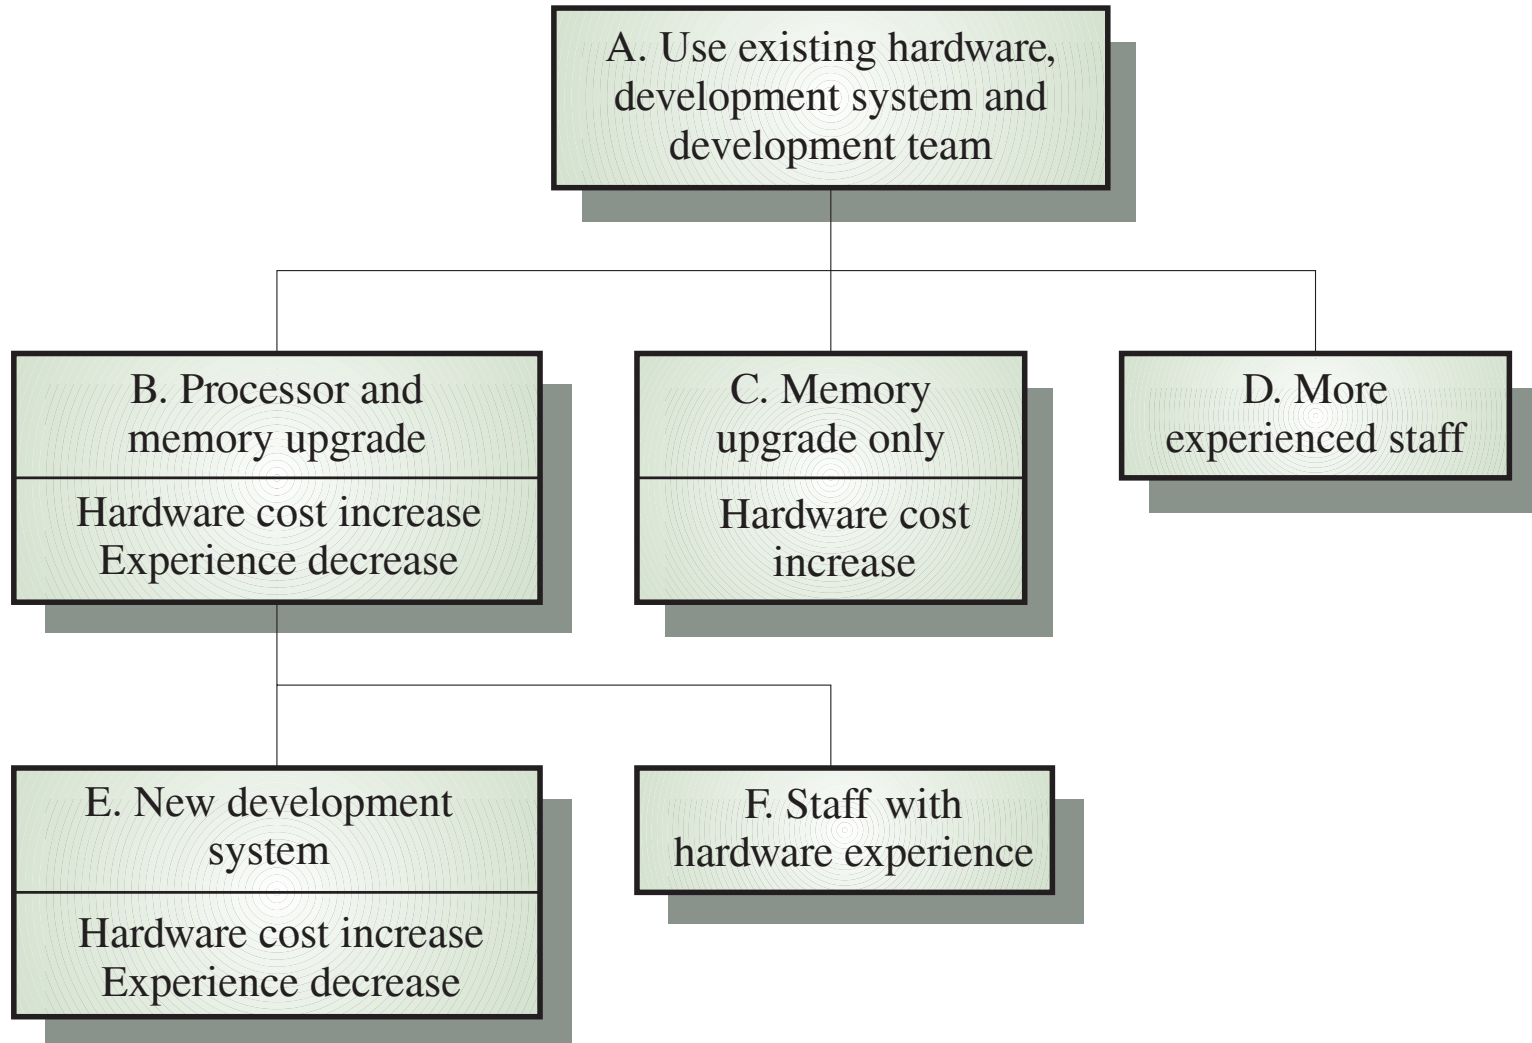 A. Use existing hardware,
development system and
development team
B. Processor and
memory upgrade
Hardware cost increase
Experience decrease
C. Memory
upgrade only
Hardware cost
increase
D. More
experienced staff
E. New development
system
Hardware cost increase
Experience decrease
F. Staff with
hardware experience